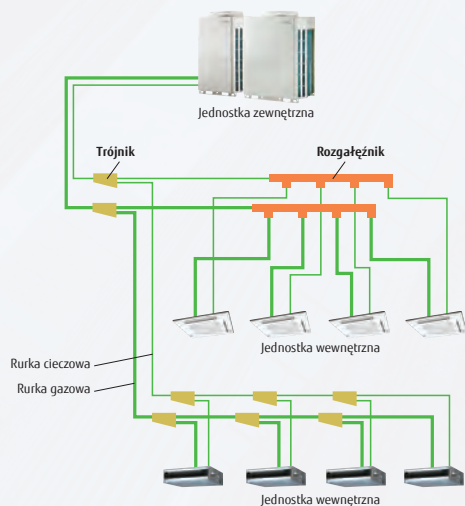 Jednostka zewnętrzna
Trójnik
Rozgałęźnik
Jednostka wewnętrzna
Rurka cieczowa
Rurka gazowa
Jednostka wewnętrzna